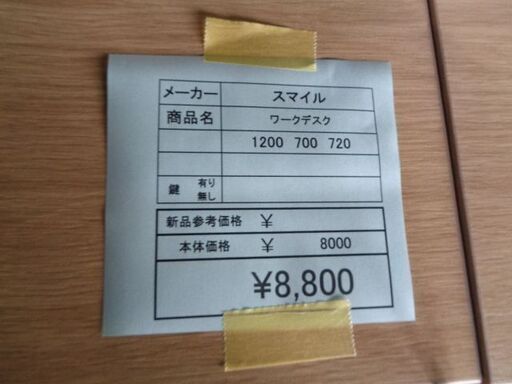 メーカー スマイル
商品名 ワークデスク
1200 700 720
鍵 有り 無し
新品参考価格 ¥
本体価格 ¥ 8000
¥8,800